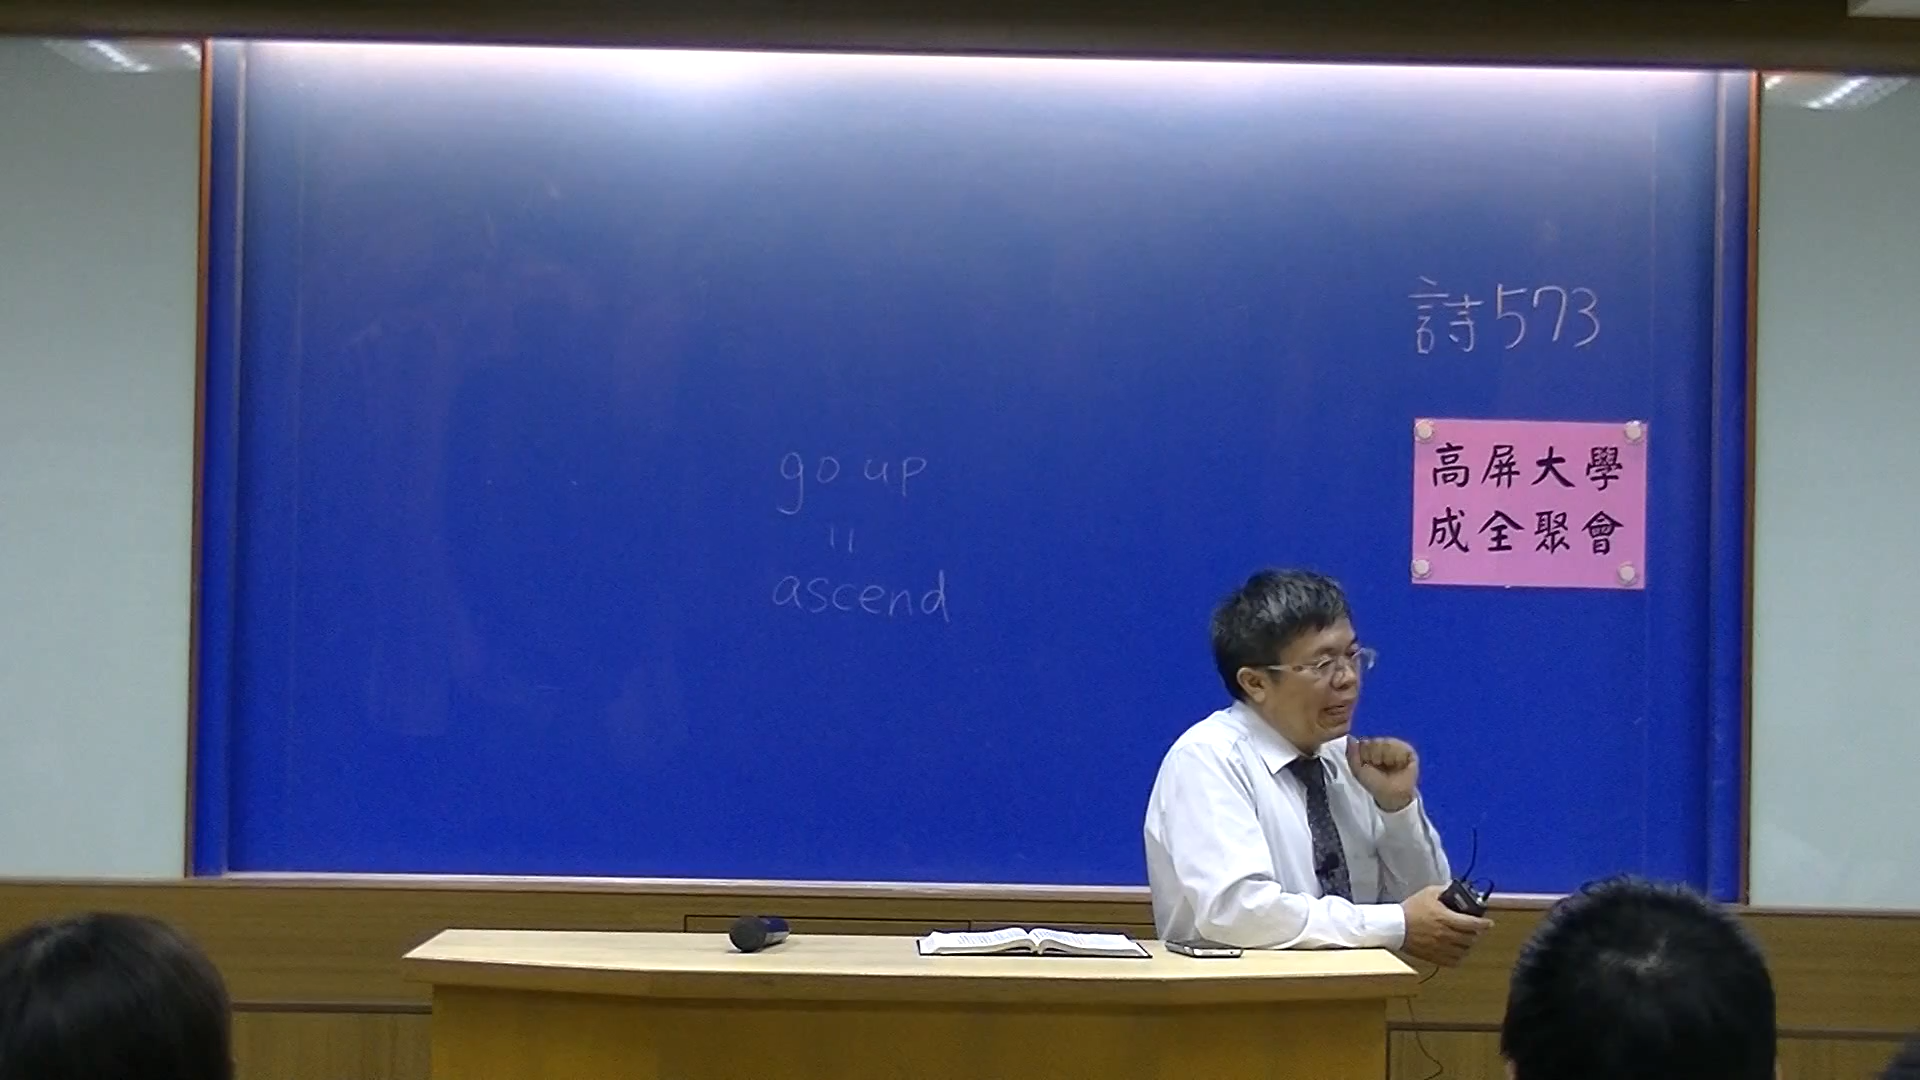 詩573
高屏大學
成全聚會
go up
=
ascend